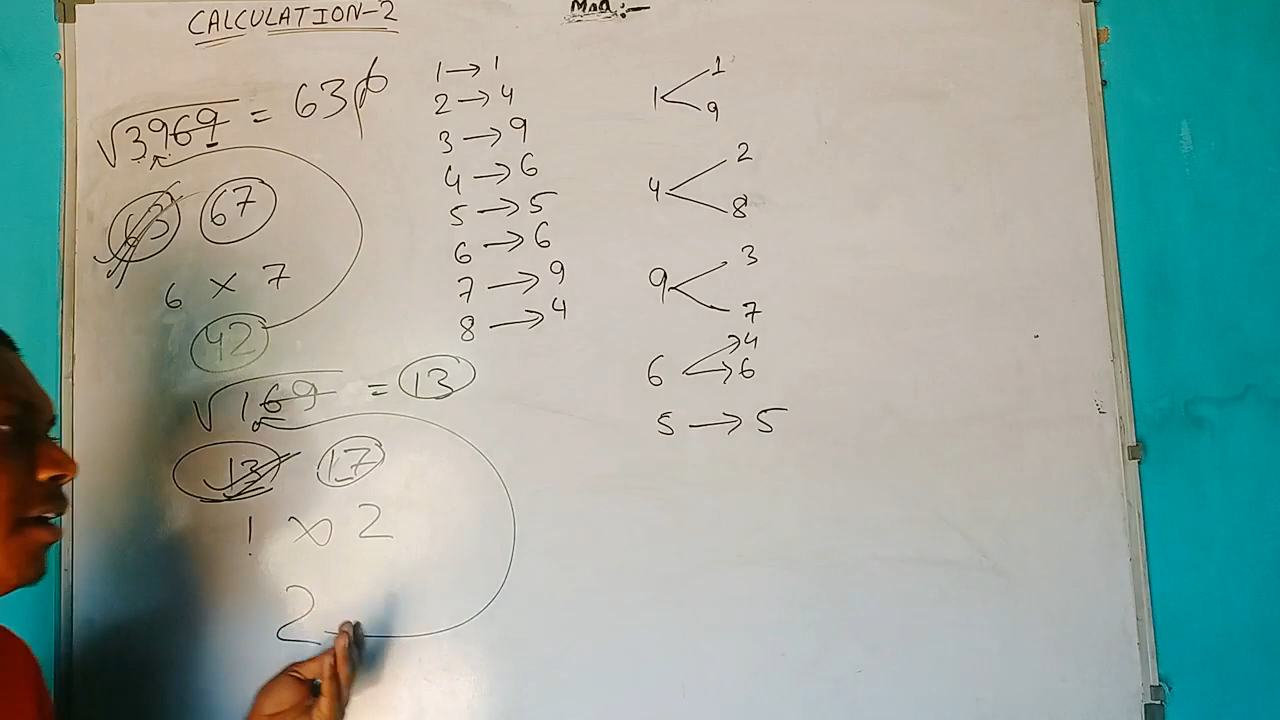 CALCULATION-2
√3969 = 63
63 67
6 × 7
42
√169 = 13
13 17
1 × 2
2
1 → 1
2 → 4
3 → 9
4 → 6
5 → 5
6 → 6
7 → 9
8 → 4
1 < 1
9
4 < 2
8
9 < 3
7
6 → 4
→ 6
5 → 5